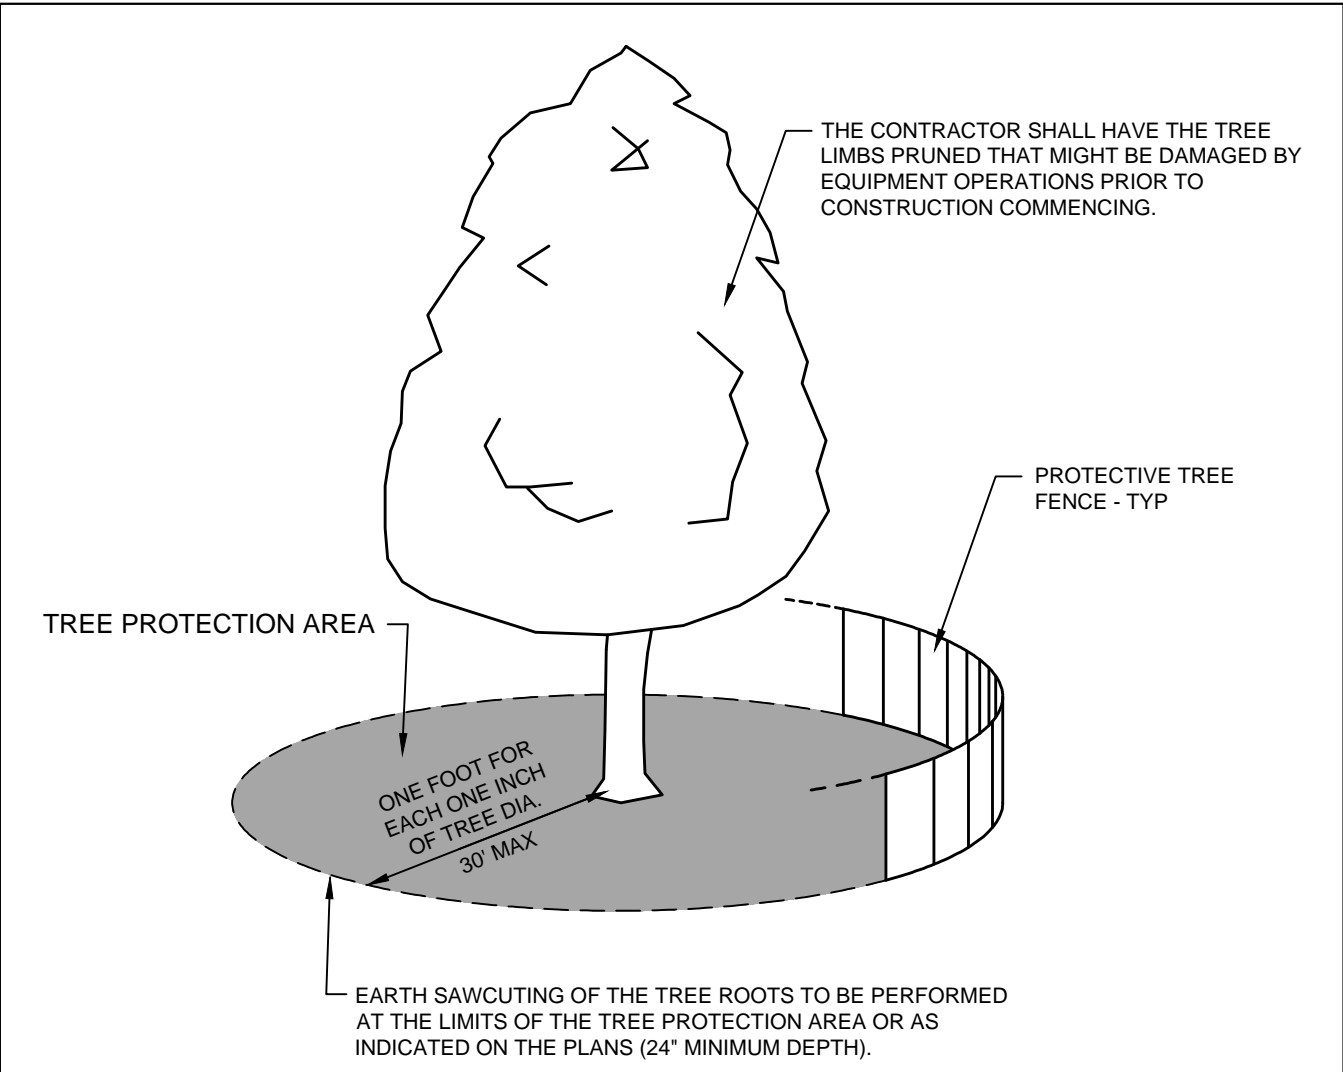 THE CONTRACTOR SHALL HAVE THE TREE
LIMBS PRUNED THAT MIGHT BE DAMAGED BY
EQUIPMENT OPERATIONS PRIOR TO
CONSTRUCTION COMMENCING.
PROTECTIVE TREE
FENCE - TYP
TREE PROTECTION AREA
ONE FOOT FOR
EACH ONE INCH
OF TREE DIA.
30' MAX
EARTH SAWCUTING OF THE TREE ROOTS TO BE PERFORMED
AT THE LIMITS OF THE TREE PROTECTION AREA OR AS
INDICATED ON THE PLANS (24" MINIMUM DEPTH).